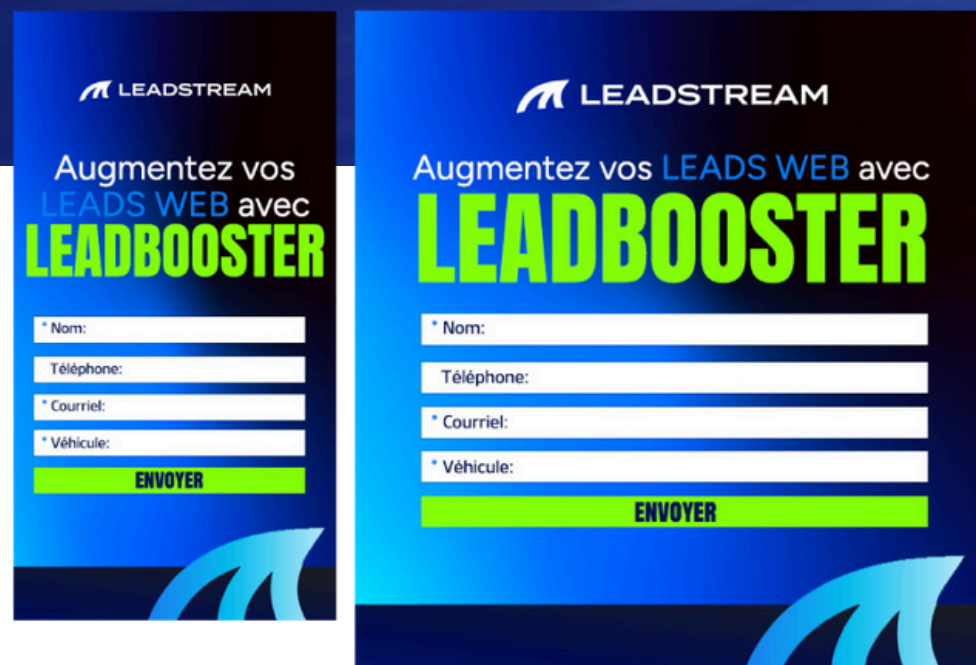 LEADSTREAM
Augmentez vos
LEADS WEB avec
LEADBOOSTER
* Nom:
Téléphone:
* Courriel:
* Véhicule:
ENVOYER
LEADSTREAM
Augmentez vos LEADS WEB avec
LEADBOOSTER
* Nom:
Téléphone:
* Courriel:
* Véhicule:
ENVOYER